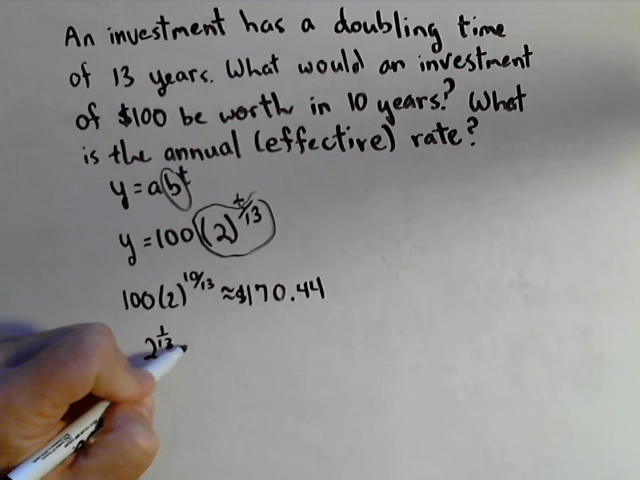 An investment has a doubling time
of 13 years. What would an investment
of $100 be worth in 10 years? What
is the annual (effective) rate?
y = ab^t
y = 100(2)^t/13
100(2)^10/13 ≈ $170.44
2^1/13